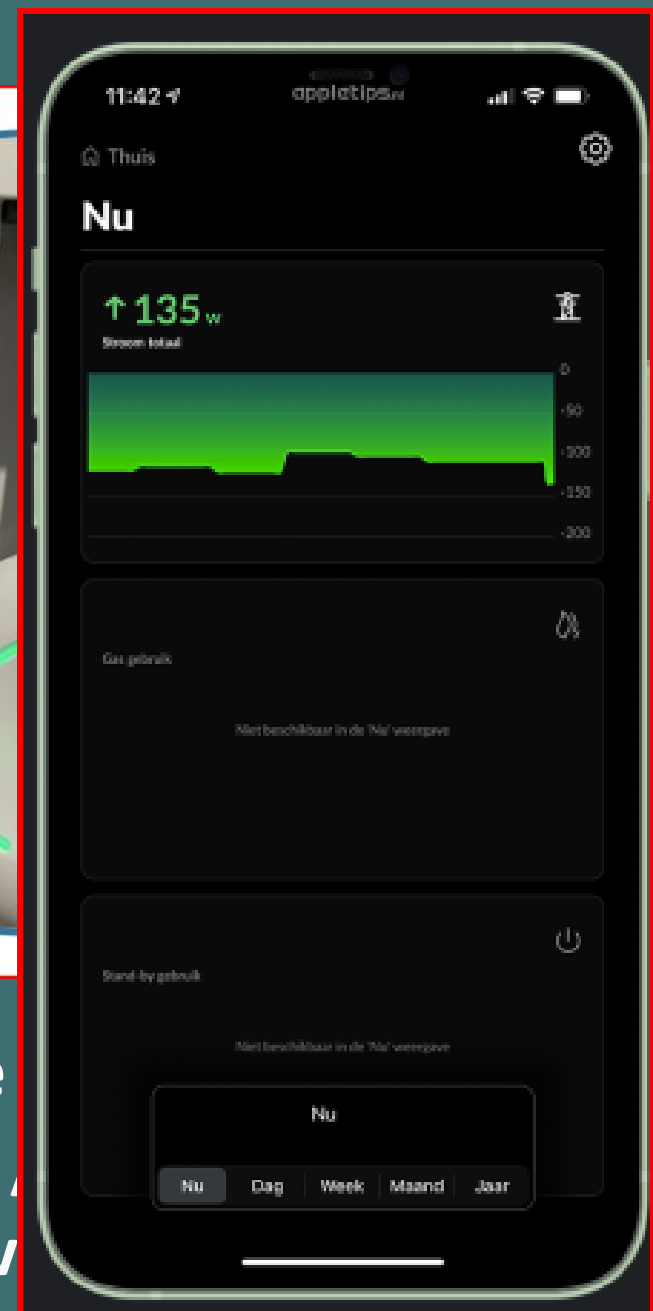 11:42
appletips.nl
Thuis
Nu
↑ 135 w
Stroom totaal
0
-50
-100
-150
-200
Gas gebruik
Niet beschikbaar in de 'Nu' weergave
Stand-by gebruik
Niet beschikbaar in de 'Nu' weergave
Nu
Nu Dag Week Maand Jaar
e